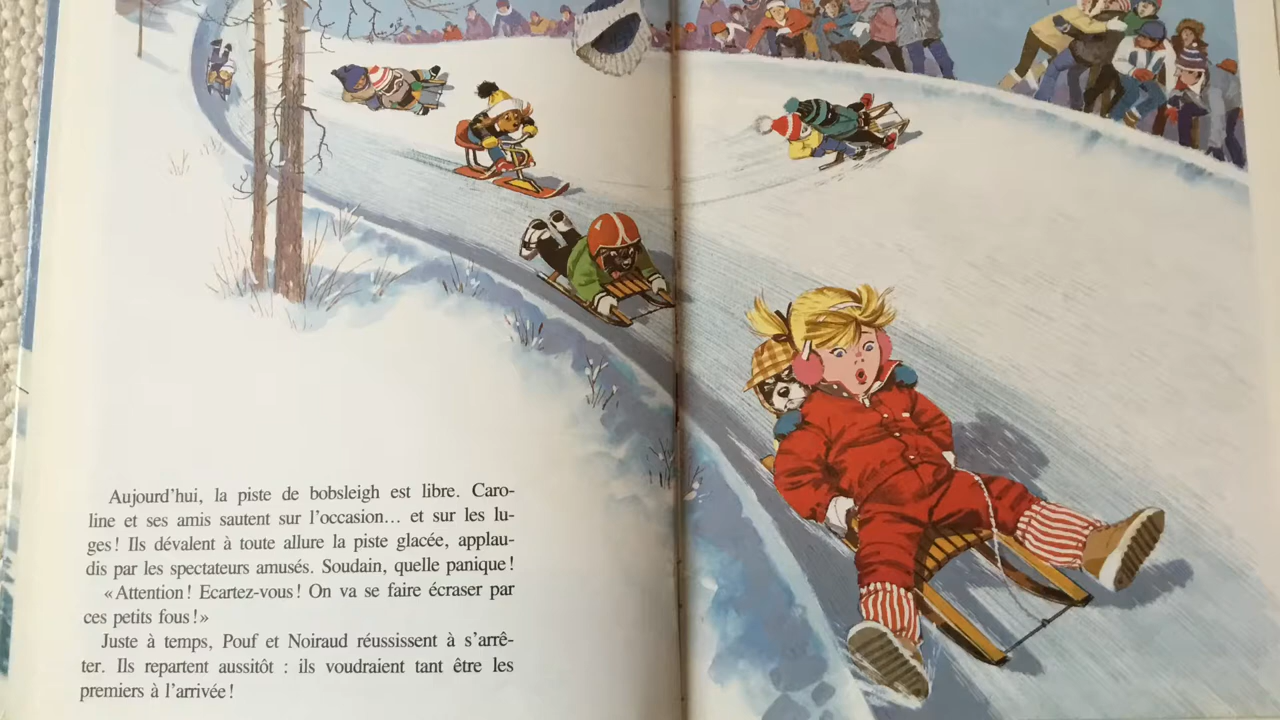 Aujourd'hui, la piste de bobsleigh est libre. Caro-
line et ses amis sautent sur l'occasion... et sur les lu-
ges! Ils dévalent à toute allure la piste glacée, applau-
dis par les spectateurs amusés. Soudain, quelle panique!
«Attention! Ecartez-vous! On va se faire écraser par
ces petits fous!»
Juste à temps, Pouf et Noiraud réussissent à s'arrê-
ter. Ils repartent aussitôt : ils voudraient tant être les
premiers à l'arrivée!